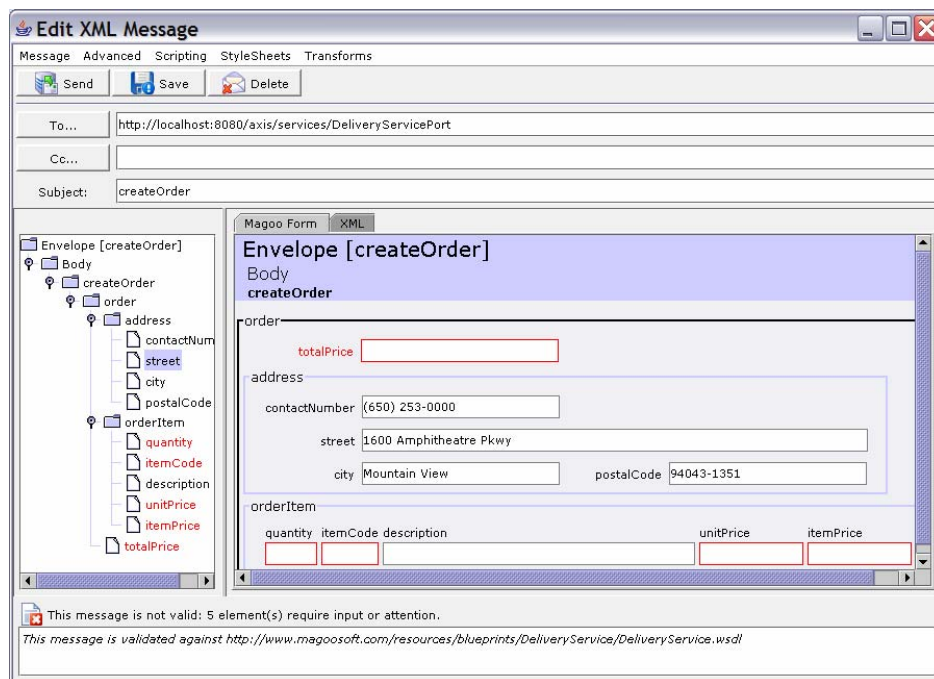 Edit XML Message
Message Advanced Scripting StyleSheets Transforms
Send Save Delete
To... http://localhost:8080/axis/services/DeliveryServicePort
Cc...
Subject: createOrder
Envelope [createOrder]
Body
createOrder
order
address
contactNum
street
city
postalCode
orderItem
quantity
itemCode
description
unitPrice
itemPrice
totalPrice
Magoo Form XML
Envelope [createOrder]
Body
createOrder
order
totalPrice
address
contactNumber (650) 253-0000
street 1600 Amphitheatre Pkwy
city Mountain View postalCode 94043-1351
orderItem
quantity itemCode description unitPrice itemPrice
This message is not valid: 5 element(s) require input or attention.
This message is validated against http://www.magoosoft.com/resources/blueprints/DeliveryService/DeliveryService.wsdl